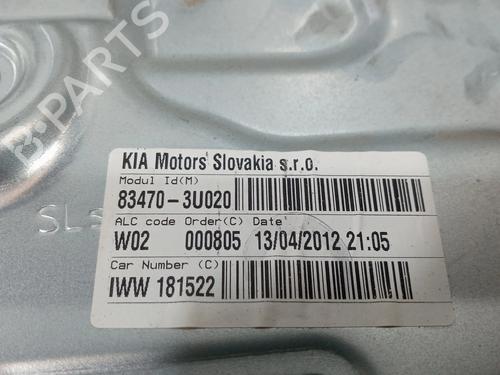 B-PARTS
KIA Motors Slovakia s.r.o.
Modul Id(M)
83470-3U020
ALC code Order(C) Date
W02 000805 13/04/2012 21:05
Car Number (C)
IWW 181522